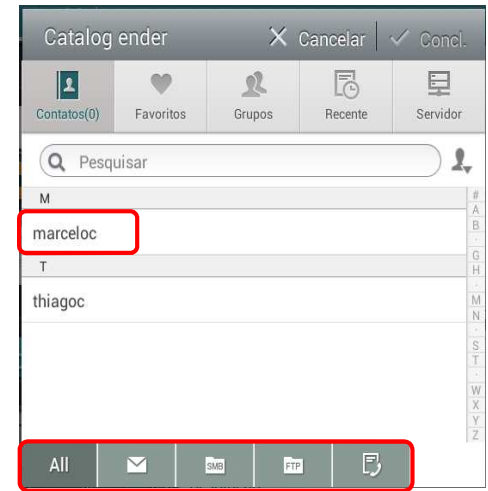 Catalog ender Cancelar Concl.
Contatos(0) Favoritos Grupos Recente Servidor
Pesquisar
M
marceloc
T
thiagoc
#
A
B
.
G
H
.
M
N
.
S
T
.
W
X
Y
Z
All SMB FTP